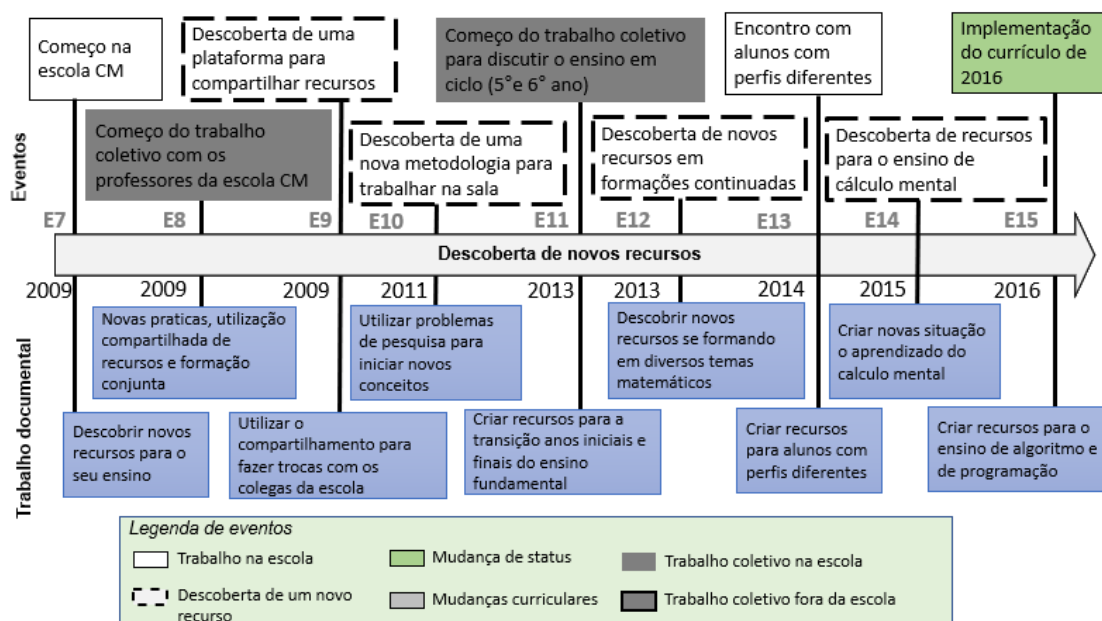 Começo na
escola CM
Descoberta de uma
plataforma para
compartilhar recursos
Começo do trabalho coletivo
para discutir o ensino em
ciclo (5°e 6° ano)
Encontro com
alunos com
perfis diferentes
Implementação
do currículo de
2016
Eventos
Começo do trabalho
coletivo com os
professores da escola CM
Descoberta de uma
nova metodologia para
trabalhar na sala
Descoberta de novos
recursos em
formações continuadas
Descoberta de recursos
para o ensino de
cálculo mental
E7 E8 E9 E10 E11 E12 E13 E14 E15
Descoberta de novos recursos
2009 2009 2009 2011 2013 2013 2014 2015 2016
Trabalho documental
Novas praticas, utilização
compartilhada de
recursos e formação
conjunta
Utilizar problemas
de pesquisa para
iniciar novos
conceitos
Descobrir novos
recursos se formando
em diversos temas
matemáticos
Criar novas situação
o aprendizado do
calculo mental
Descobrir novos
recursos para o
seu ensino
Utilizar o
compartilhamento para
fazer trocas com os
colegas da escola
Criar recursos para a
transição anos iniciais e
finais do ensino
fundamental
Criar recursos
para alunos com
perfis diferentes
Criar recursos para o
ensino de algoritmo e
de programação
Legenda de eventos
Trabalho na escola
Mudança de status
Trabalho coletivo na escola
Descoberta de um novo
recurso
Mudanças curriculares
Trabalho coletivo fora da escola